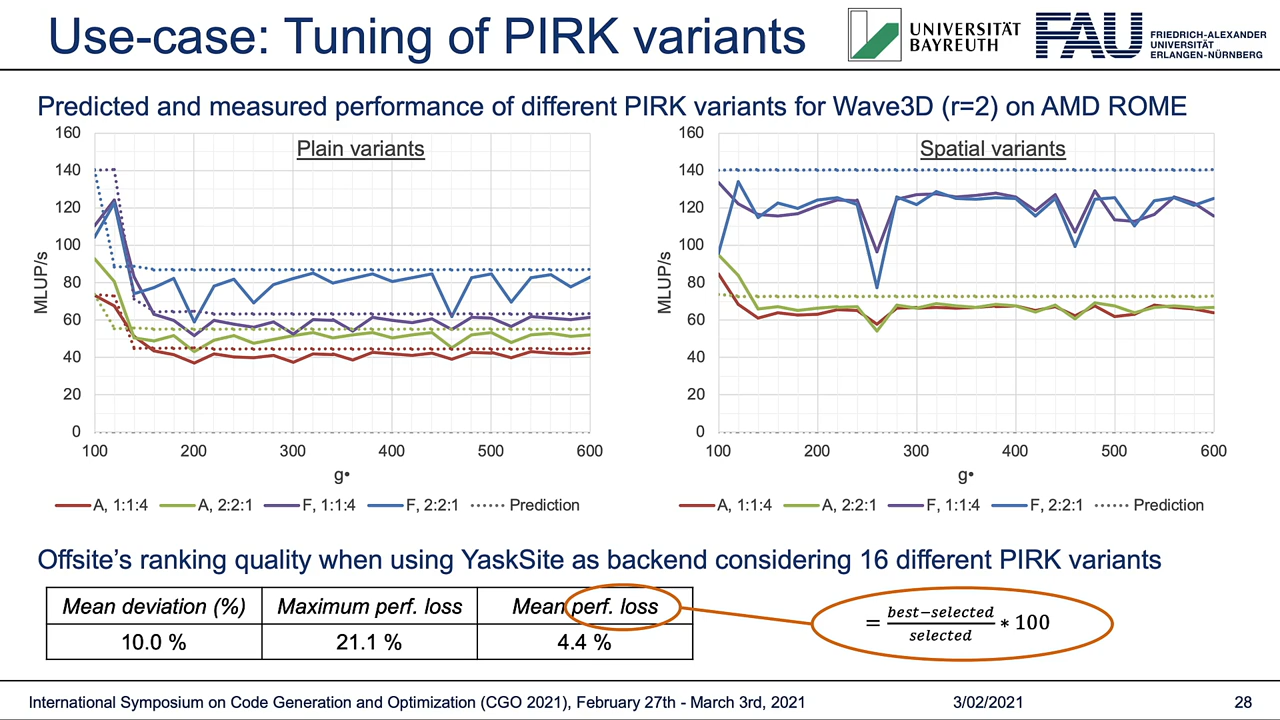 Use-case: Tuning of PIRK variants
UNIVERSITÄT
BAYREUTH
FAU
FRIEDRICH-ALEXANDER
UNIVERSITÄT
ERLANGEN-NÜRNBERG
Predicted and measured performance of different PIRK variants for Wave3D (r=2) on AMD ROME
Plain variants
MLUP/s
160
140
120
100
80
60
40
20
0
100 200 300 400 500 600
g•
A, 1:1:4 A, 2:2:1 F, 1:1:4 F, 2:2:1 Prediction
Spatial variants
MLUP/s
160
140
120
100
80
60
40
20
0
100 200 300 400 500 600
g•
A, 1:1:4 A, 2:2:1 F, 1:1:4 F, 2:2:1 Prediction
Offsite's ranking quality when using YaskSite as backend considering 16 different PIRK variants
Mean deviation (%) Maximum perf. loss Mean perf. loss
10.0 % 21.1 % 4.4 %
= best−selected / selected * 100
International Symposium on Code Generation and Optimization (CGO 2021), February 27th - March 3rd, 2021 3/02/2021 28